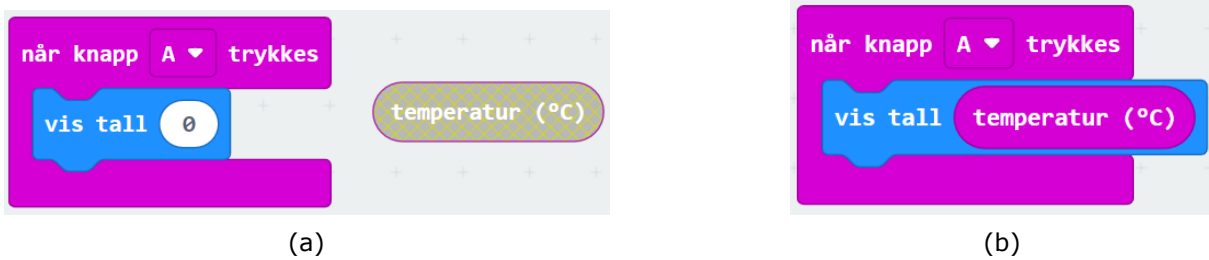 når knapp A trykkes
vis tall 0
temperatur (°C)
(a)
når knapp A trykkes
vis tall temperatur (°C)
(b)